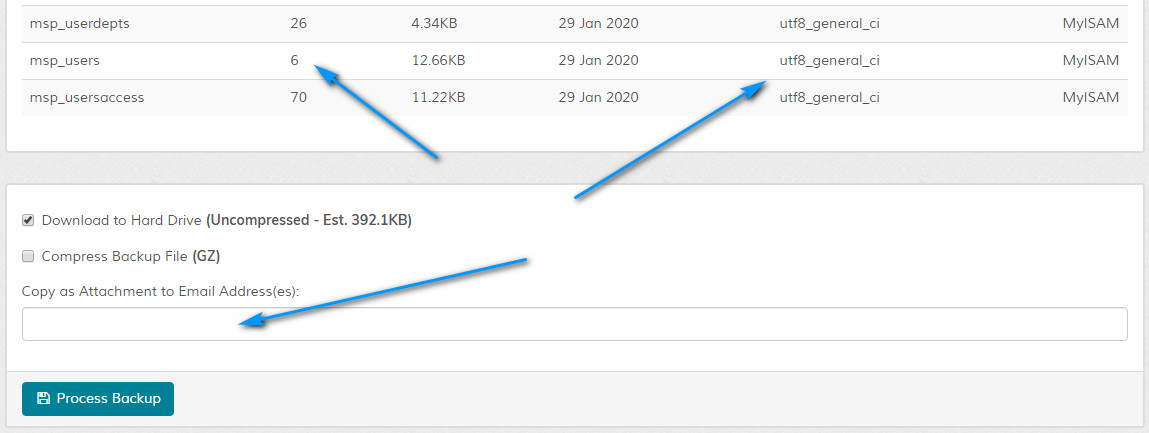 msp_userdepts 26 4.34KB 29 Jan 2020 utf8_general_ci MyISAM
msp_users 6 12.66KB 29 Jan 2020 utf8_general_ci MyISAM
msp_usersaccess 70 11.22KB 29 Jan 2020 utf8_general_ci MyISAM
Download to Hard Drive (Uncompressed - Est. 392.1KB)
Compress Backup File (GZ)
Copy as Attachment to Email Address(es):
Process Backup